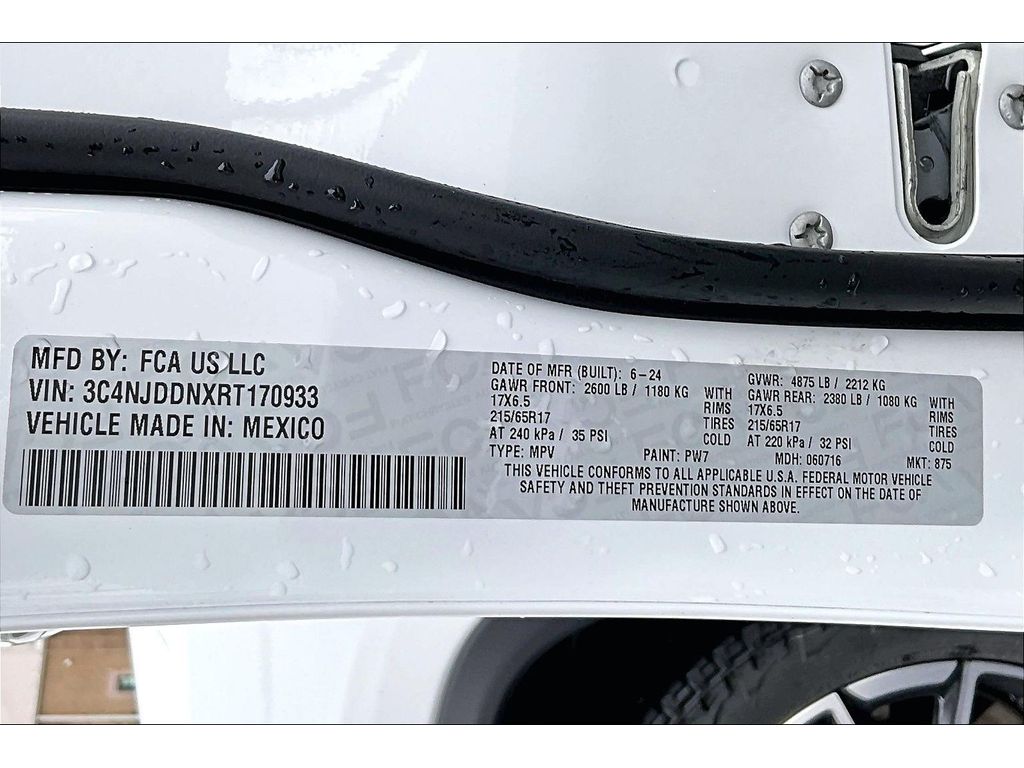 MFD BY: FCA US LLC
VIN: 3C4NJDDNXRT170933
VEHICLE MADE IN: MEXICO
DATE OF MFR (BUILT): 6-24
GAWR FRONT: 2600 LB / 1180 KG WITH
17X6.5 RIMS
215/65R17 TIRES
AT 240 kPa / 35 PSI COLD
TYPE: MPV PAINT: PW7
GVWR: 4875 LB / 2212 KG
GAWR REAR: 2380 LB / 1080 KG WITH
17X6.5 RIMS
215/65R17 TIRES
AT 220 kPa / 32 PSI COLD
MDH: 060716 MKT: 875
THIS VEHICLE CONFORMS TO ALL APPLICABLE U.S.A. FEDERAL MOTOR VEHICLE
SAFETY AND THEFT PREVENTION STANDARDS IN EFFECT ON THE DATE OF
MANUFACTURE SHOWN ABOVE.